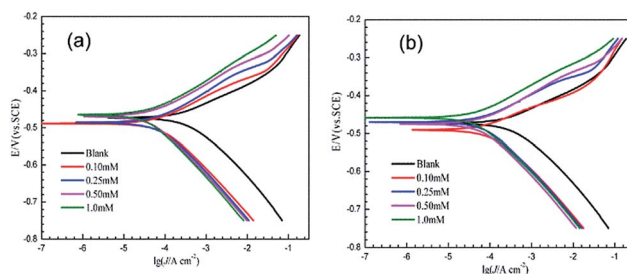 (a)
-0.2
-0.3
-0.4
-0.5
-0.6
-0.7
-0.8
E/V(vs.SCE)
Blank
0.10mM
0.25mM
0.50mM
1.0mM
-7 -6 -5 -4 -3 -2 -1 0
lg(J/A cm-2)
(b)
-0.2
-0.3
-0.4
-0.5
-0.6
-0.7
-0.8
E/V(vs.SCE)
Blank
0.10mM
0.25mM
0.50mM
1.0mM
-7 -6 -5 -4 -3 -2 -1
lg(J/A cm-2)